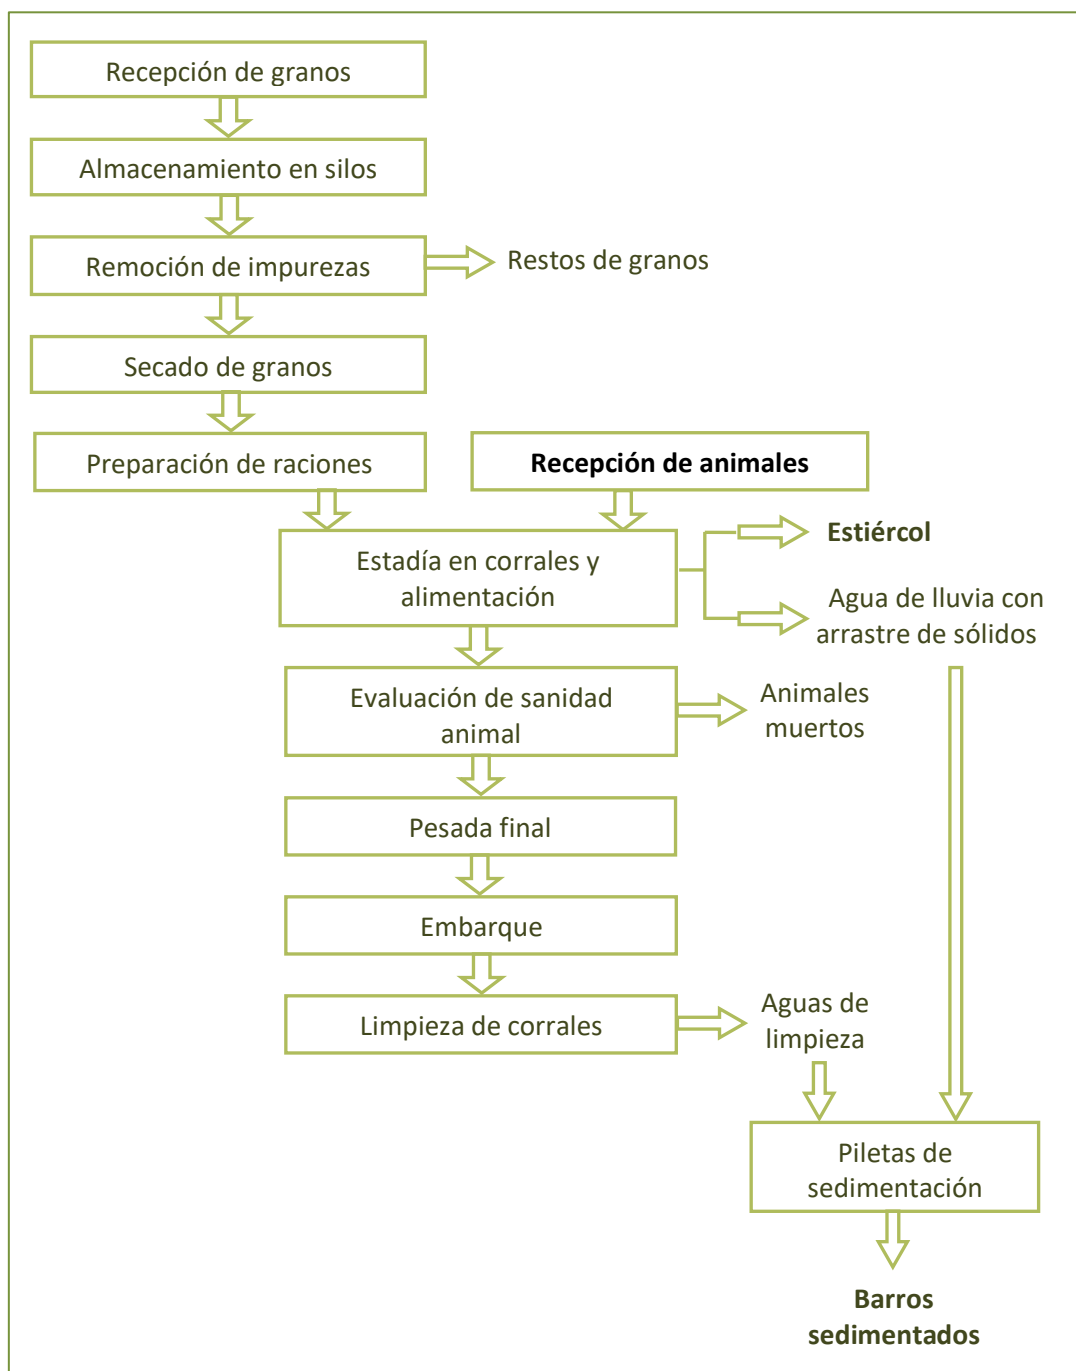 Recepción de granos
Almacenamiento en silos
Remoción de impurezas
Restos de granos
Secado de granos
Preparación de raciones
Recepción de animales
Estadía en corrales y
alimentación
Estiércol
Agua de lluvia con
arrastre de sólidos
Evaluación de sanidad
animal
Animales
muertos
Pesada final
Embarque
Limpieza de corrales
Aguas de
limpieza
Piletas de
sedimentación
Barros
sedimentados